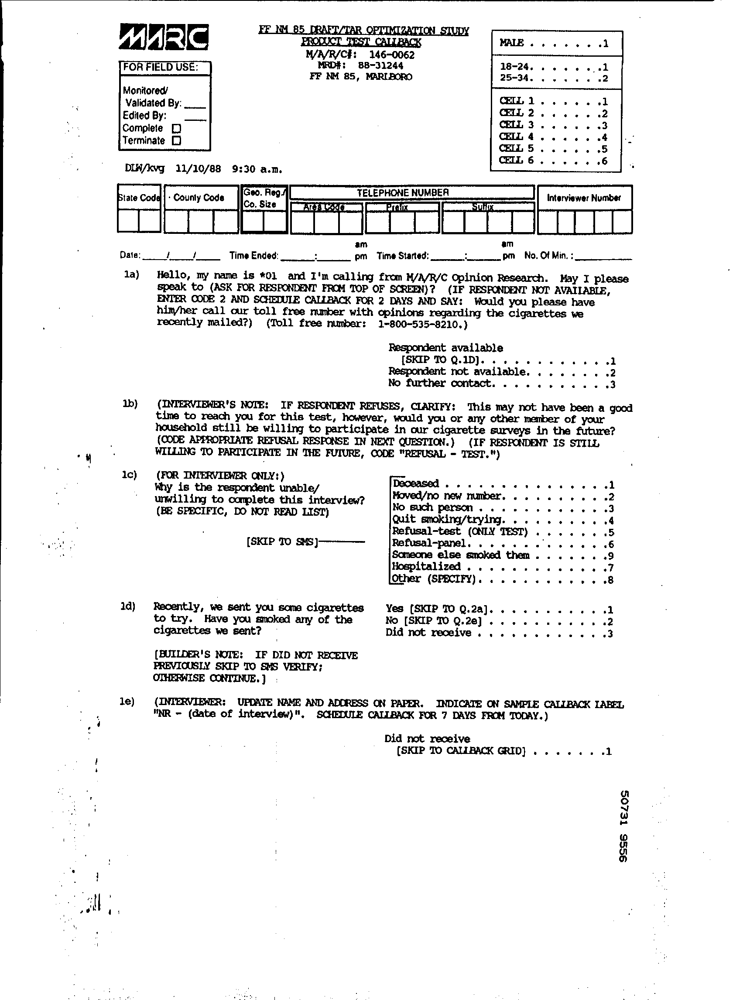 MARC
FF NM 85 DRAFT/TAR OPTIMIZATION STUDY
PRODUCT TEST CALLBACK
M/A/R/C#: 146-0062
MRD#: 88-31244
FF NM 85, MARLBORO
MALE . . . . . . .1
18-24. . . . . . .1
25-34. . . . . . .2
CELL 1 . . . . . .1
CELL 2 . . . . . .2
CELL 3 . . . . . .3
CELL 4 . . . . . .4
CELL 5 . . . . . .5
CELL 6 . . . . . .6
FOR FIELD USE:
Monitored/
Validated By: ____
Edited By: ____
Complete ☐
Terminate ☐
DLW/kvg 11/10/88 9:30 a.m.
State Code County Code Geo. Reg./ Co. Size TELEPHONE NUMBER Interviewer Number
Area Code Prefix Suffix
am am
Date: ____/____/____ Time Ended: ______:______ pm Time Started: ______:______ pm No. Of Min. : __________
1a) Hello, my name is *01 and I'm calling from M/A/R/C Opinion Research. May I please
speak to (ASK FOR RESPONDENT FROM TOP OF SCREEN)? (IF RESPONDENT NOT AVAILABLE,
ENTER CODE 2 AND SCHEDULE CALLBACK FOR 2 DAYS AND SAY: Would you please have
him/her call our toll free number with opinions regarding the cigarettes we
recently mailed?) (Toll free number: 1-800-535-8210.)
Respondent available
[SKIP TO Q.1D]. . . . . . . . . . . .1
Respondent not available. . . . . . . .2
No further contact. . . . . . . . . . .3
1b) (INTERVIEWER'S NOTE: IF RESPONDENT REFUSES, CLARIFY: This may not have been a good
time to reach you for this test, however, would you or any other member of your
household still be willing to participate in our cigarette surveys in the future?
(CODE APPROPRIATE REFUSAL RESPONSE IN NEXT QUESTION.) (IF RESPONDENT IS STILL
WILLING TO PARTICIPATE IN THE FUTURE, CODE "REFUSAL - TEST.")
1c) (FOR INTERVIEWER ONLY:)
Why is the respondent unable/
unwilling to complete this interview?
(BE SPECIFIC, DO NOT READ LIST)
[SKIP TO SMS]
Deceased . . . . . . . . . . . . . . .1
Moved/no new number. . . . . . . . . .2
No such person . . . . . . . . . . . .3
Quit smoking/trying. . . . . . . . . .4
Refusal-test (ONLY TEST) . . . . . . .5
Refusal-panel. . . . . . . . . . . . .6
Someone else smoked them . . . . . . .9
Hospitalized . . . . . . . . . . . . .7
Other (SPECIFY). . . . . . . . . . . .8
1d) Recently, we sent you some cigarettes
to try. Have you smoked any of the
cigarettes we sent?
Yes [SKIP TO Q.2a]. . . . . . . . . . .1
No [SKIP TO Q.2e] . . . . . . . . . . .2
Did not receive . . . . . . . . . . . .3
[BUILDER'S NOTE: IF DID NOT RECEIVE
PREVIOUSLY SKIP TO SMS VERIFY;
OTHERWISE CONTINUE.]
1e) (INTERVIEWER: UPDATE NAME AND ADDRESS ON PAPER. INDICATE ON SAMPLE CALLBACK LABEL
"NR - (date of interview)". SCHEDULE CALLBACK FOR 7 DAYS FROM TODAY.)
Did not receive
[SKIP TO CALLBACK GRID] . . . . . . .1
50731 9556